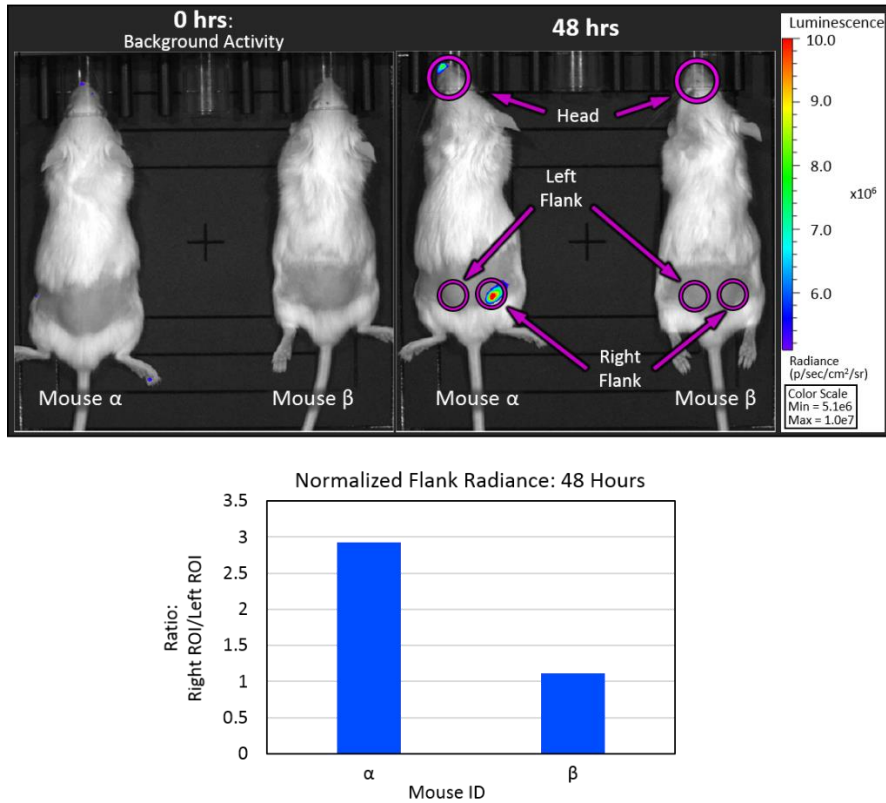 0 hrs:
Background Activity
48 hrs
Luminescence
10.0
9.0
8.0
x10⁶
7.0
6.0
Radiance
(p/sec/cm²/sr)
Color Scale
Min = 5.1e6
Max = 1.0e7
Head
Left
Flank
Right
Flank
Mouse α
Mouse β
Mouse α
Mouse β
Normalized Flank Radiance: 48 Hours
3.5
3
2.5
2
1.5
1
0.5
0
Ratio:
Right ROI/Left ROI
α
β
Mouse ID